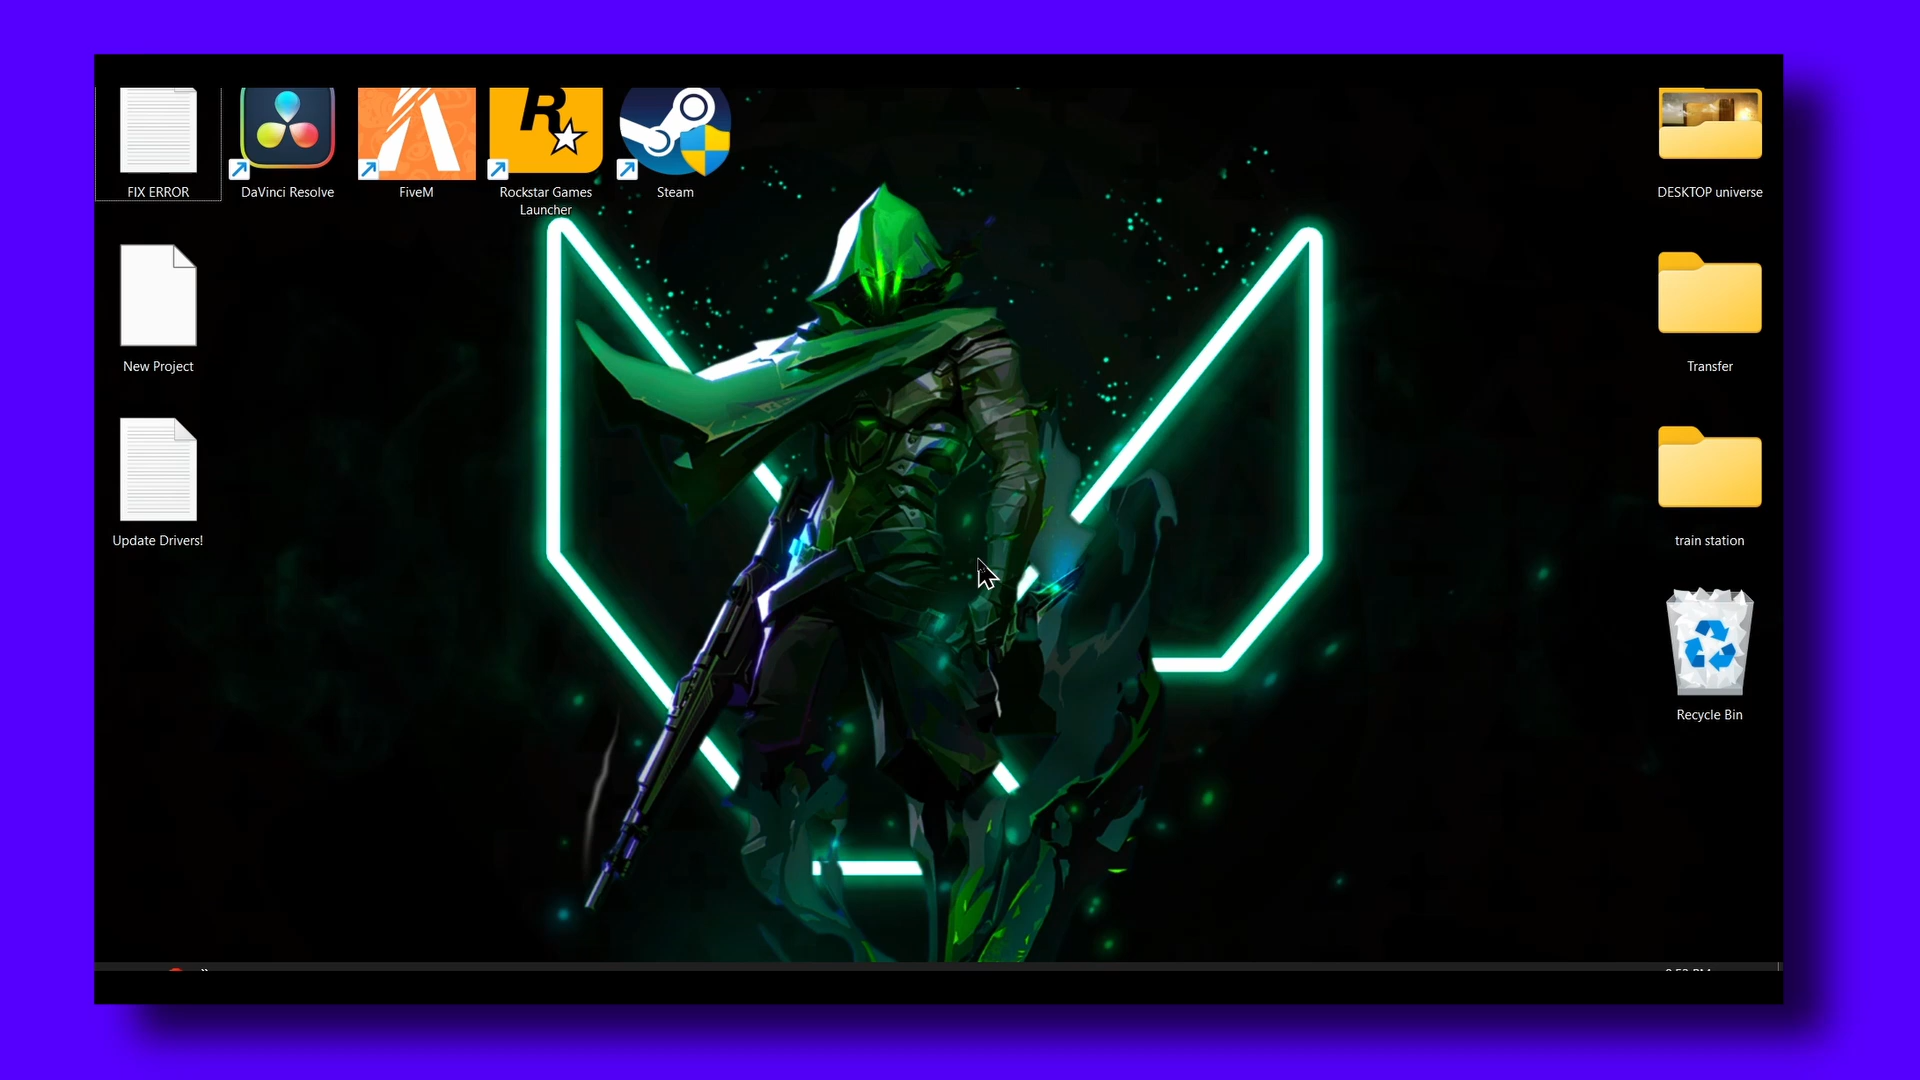 FIX ERROR
DaVinci Resolve
FiveM
R
Rockstar Games
Launcher
Steam
DESKTOP universe
New Project
Transfer
Update Drivers!
train station
Recycle Bin